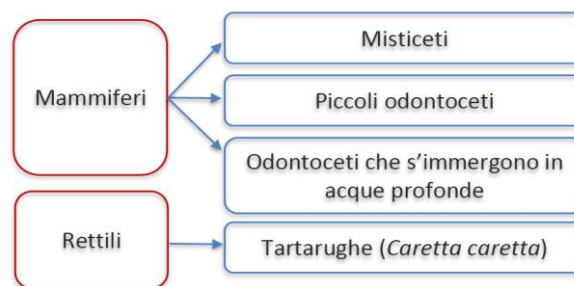 Mammiferi
Misticeti
Piccoli odontoceti
Odontoceti che s'immergono in
acque profonde
Rettili
Tartarughe (Caretta caretta)